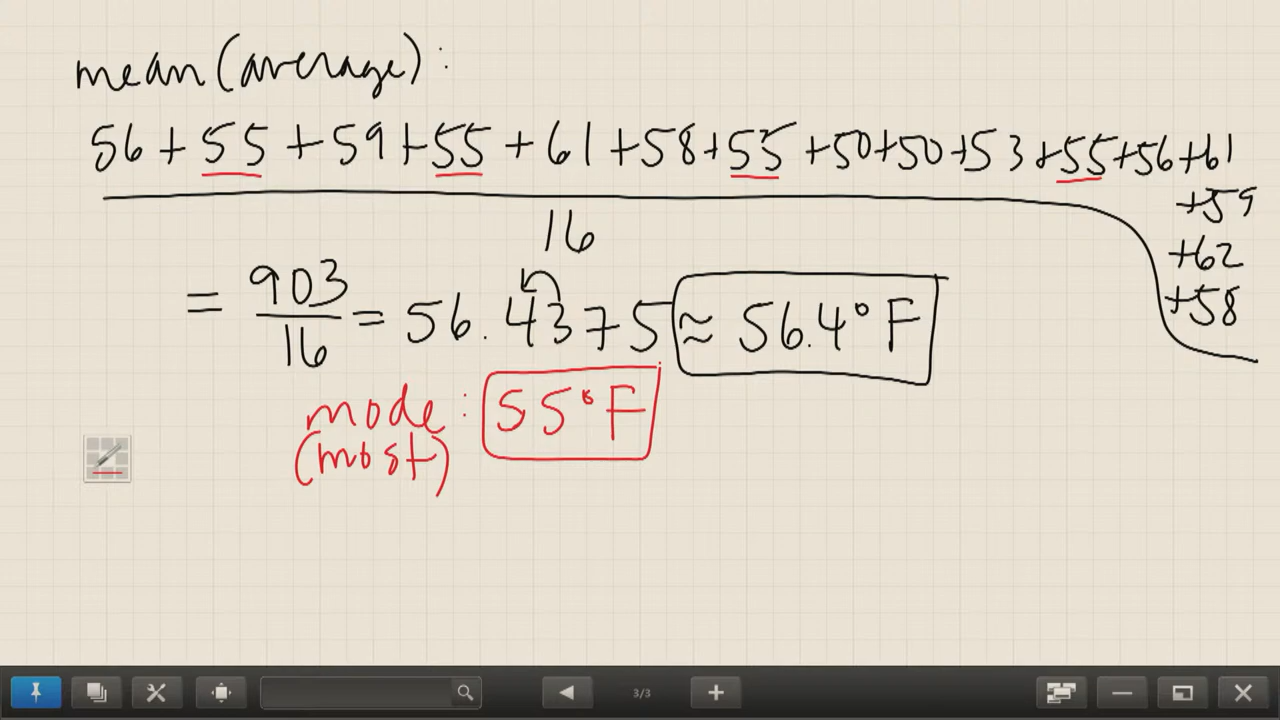 mean (average):
56 + 55 + 59 + 55 + 61 + 58 + 55 + 50 + 50 + 53 + 55 + 56 + 61
+59
+62
+58
16
= 903/16 = 56.4375 ≈ 56.4°F
mode: 55°F
(most)
3/3